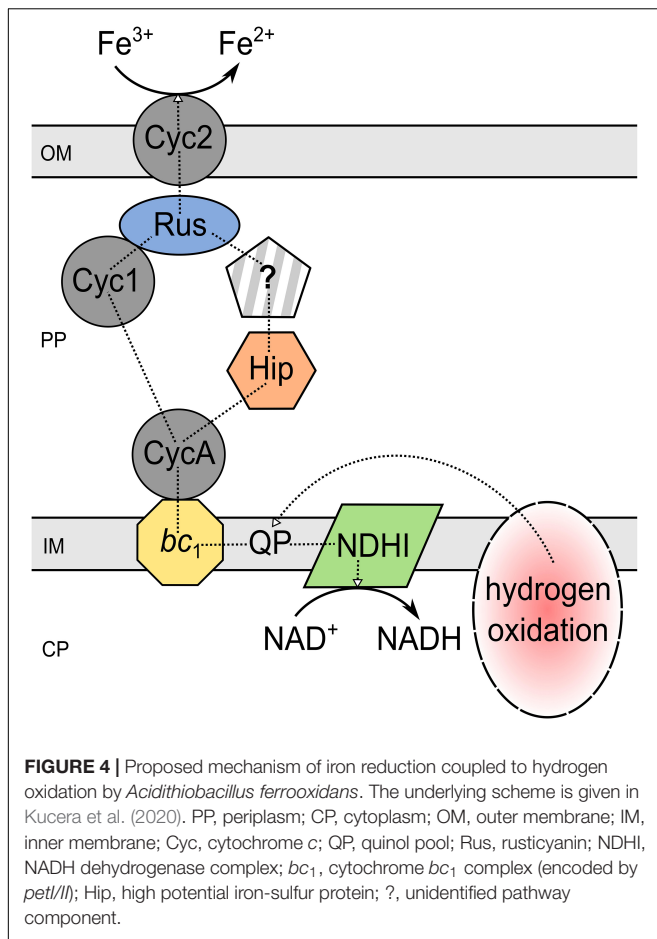 Fe³⁺ Fe²⁺
Cyc2
OM
Rus
Cyc1
?
PP
Hip
CycA
IM
bc₁
QP
NDHI
hydrogen
oxidation
NAD⁺ NADH
CP
FIGURE 4 | Proposed mechanism of iron reduction coupled to hydrogen
oxidation by Acidithiobacillus ferrooxidans. The underlying scheme is given in
Kucera et al. (2020). PP, periplasm; CP, cytoplasm; OM, outer membrane; IM,
inner membrane; Cyc, cytochrome c; QP, quinol pool; Rus, rusticyanin; NDHI,
NADH dehydrogenase complex; bc₁, cytochrome bc₁ complex (encoded by
petI/II); Hip, high potential iron-sulfur protein; ?, unidentified pathway
component.